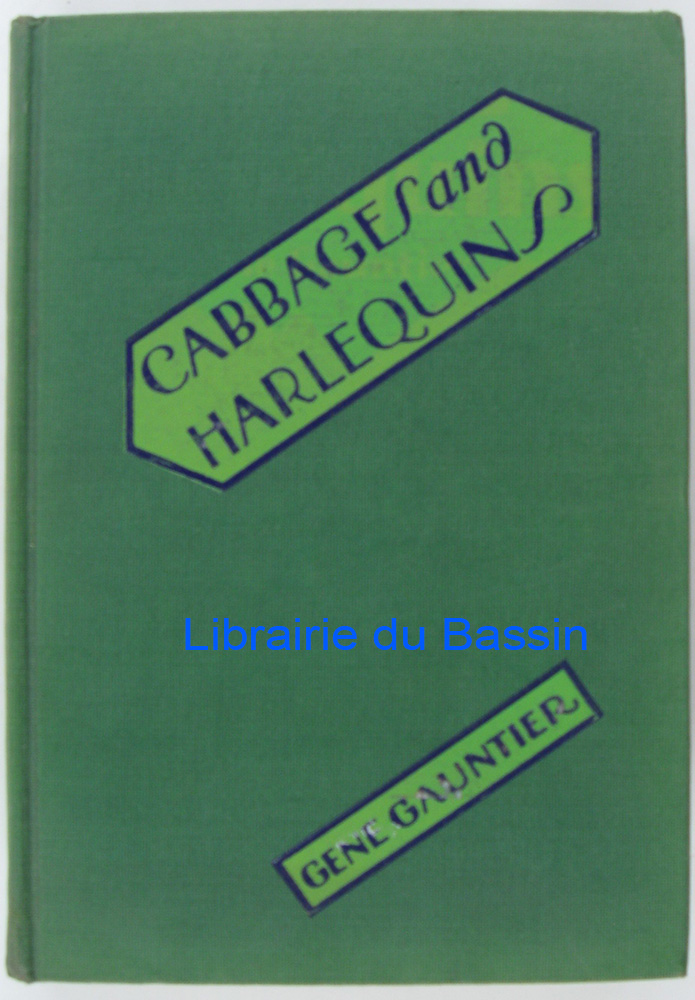 CABBAGES and
HARLEQUINS
Librairie du Bassin
GENE GAUNTIER